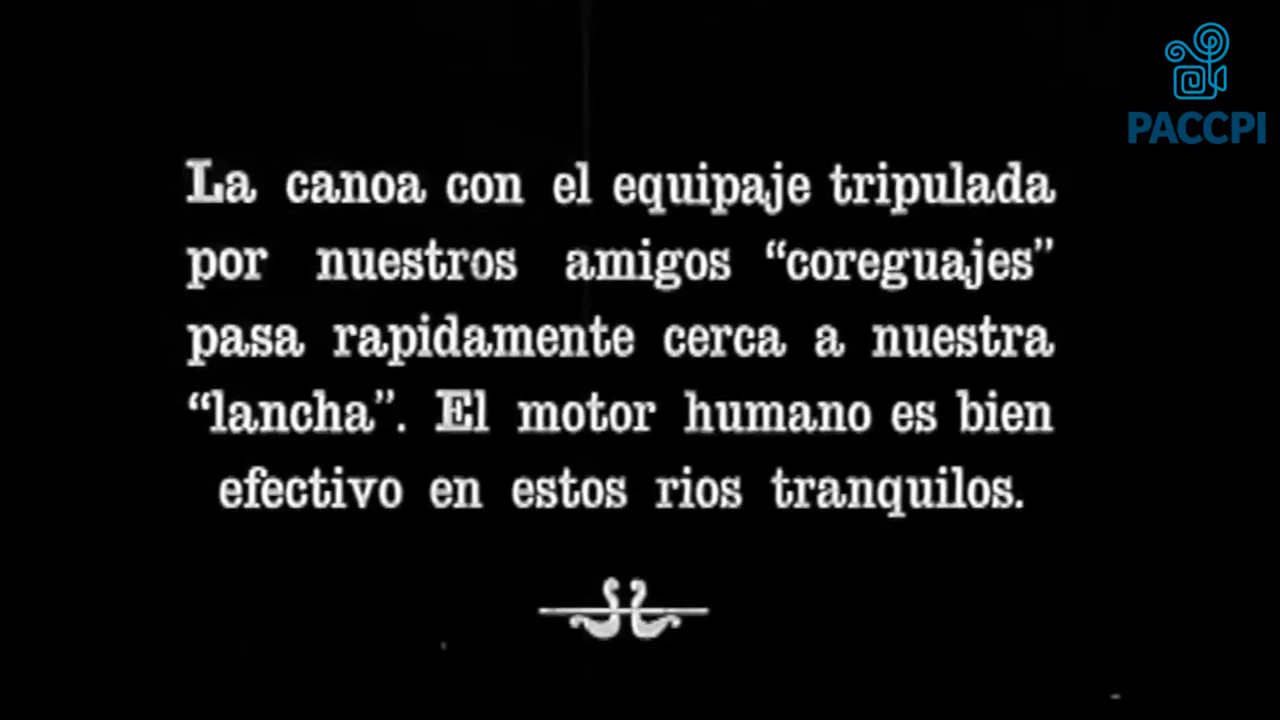 PACCPI
La canoa con el equipaje tripulada
por nuestros amigos “coreguajes”
pasa rapidamente cerca a nuestra
“lancha”. El motor humano es bien
efectivo en estos rios tranquilos.